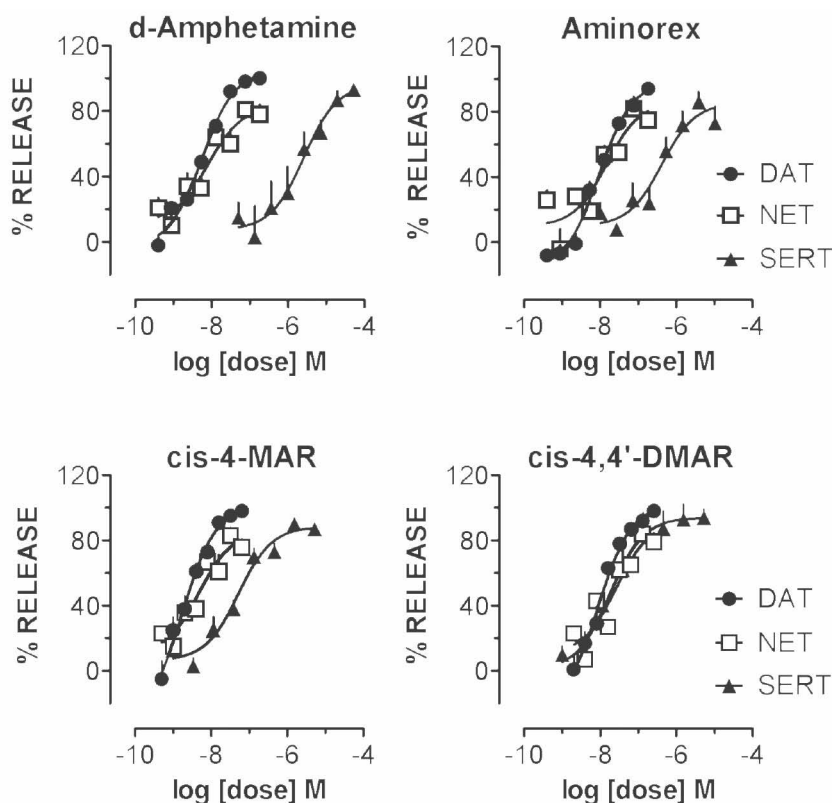 d-Amphetamine
120
80
40
0
% RELEASE
-10
-8
-6
-4
log [dose] M
Aminorex
120
80
40
0
% RELEASE
-10
-8
-6
-4
log [dose] M
DAT
NET
SERT
cis-4-MAR
120
80
40
0
% RELEASE
-10
-8
-6
-4
log [dose] M
cis-4,4'-DMAR
120
80
40
0
% RELEASE
-10
-8
-6
-4
log [dose] M
DAT
NET
SERT